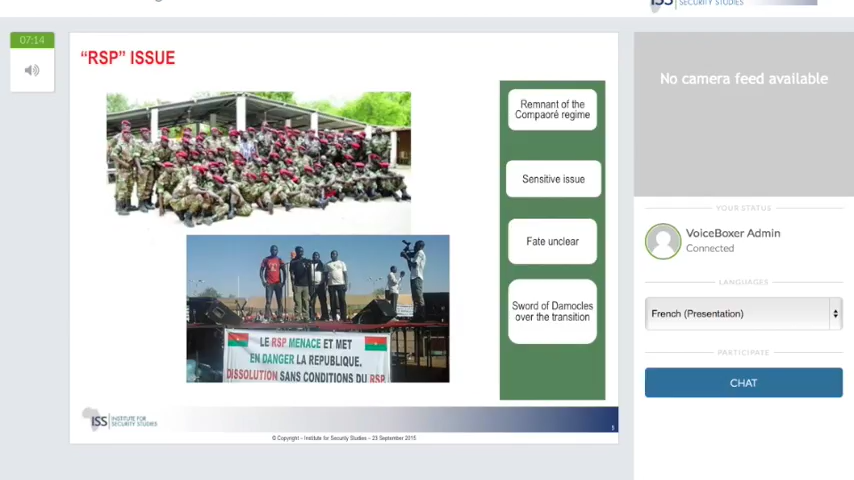 SECURITY STUDIES
07:14
"RSP" ISSUE
Remnant of the
Compaoré regime
Sensitive issue
Fate unclear
Sword of Damocles
over the transition
LE RSP MENACE ET MET
EN DANGER LA REPUBLIQUE.
DISSOLUTION SANS CONDITIONS DU RSP
ISS
INSTITUTE FOR
SECURITY STUDIES
© Copyright - Institute for Security Studies - 23 September 2015
No camera feed available
YOUR STATUS
VoiceBoxer Admin
Connected
LANGUAGES
French (Presentation)
PARTICIPATE
CHAT